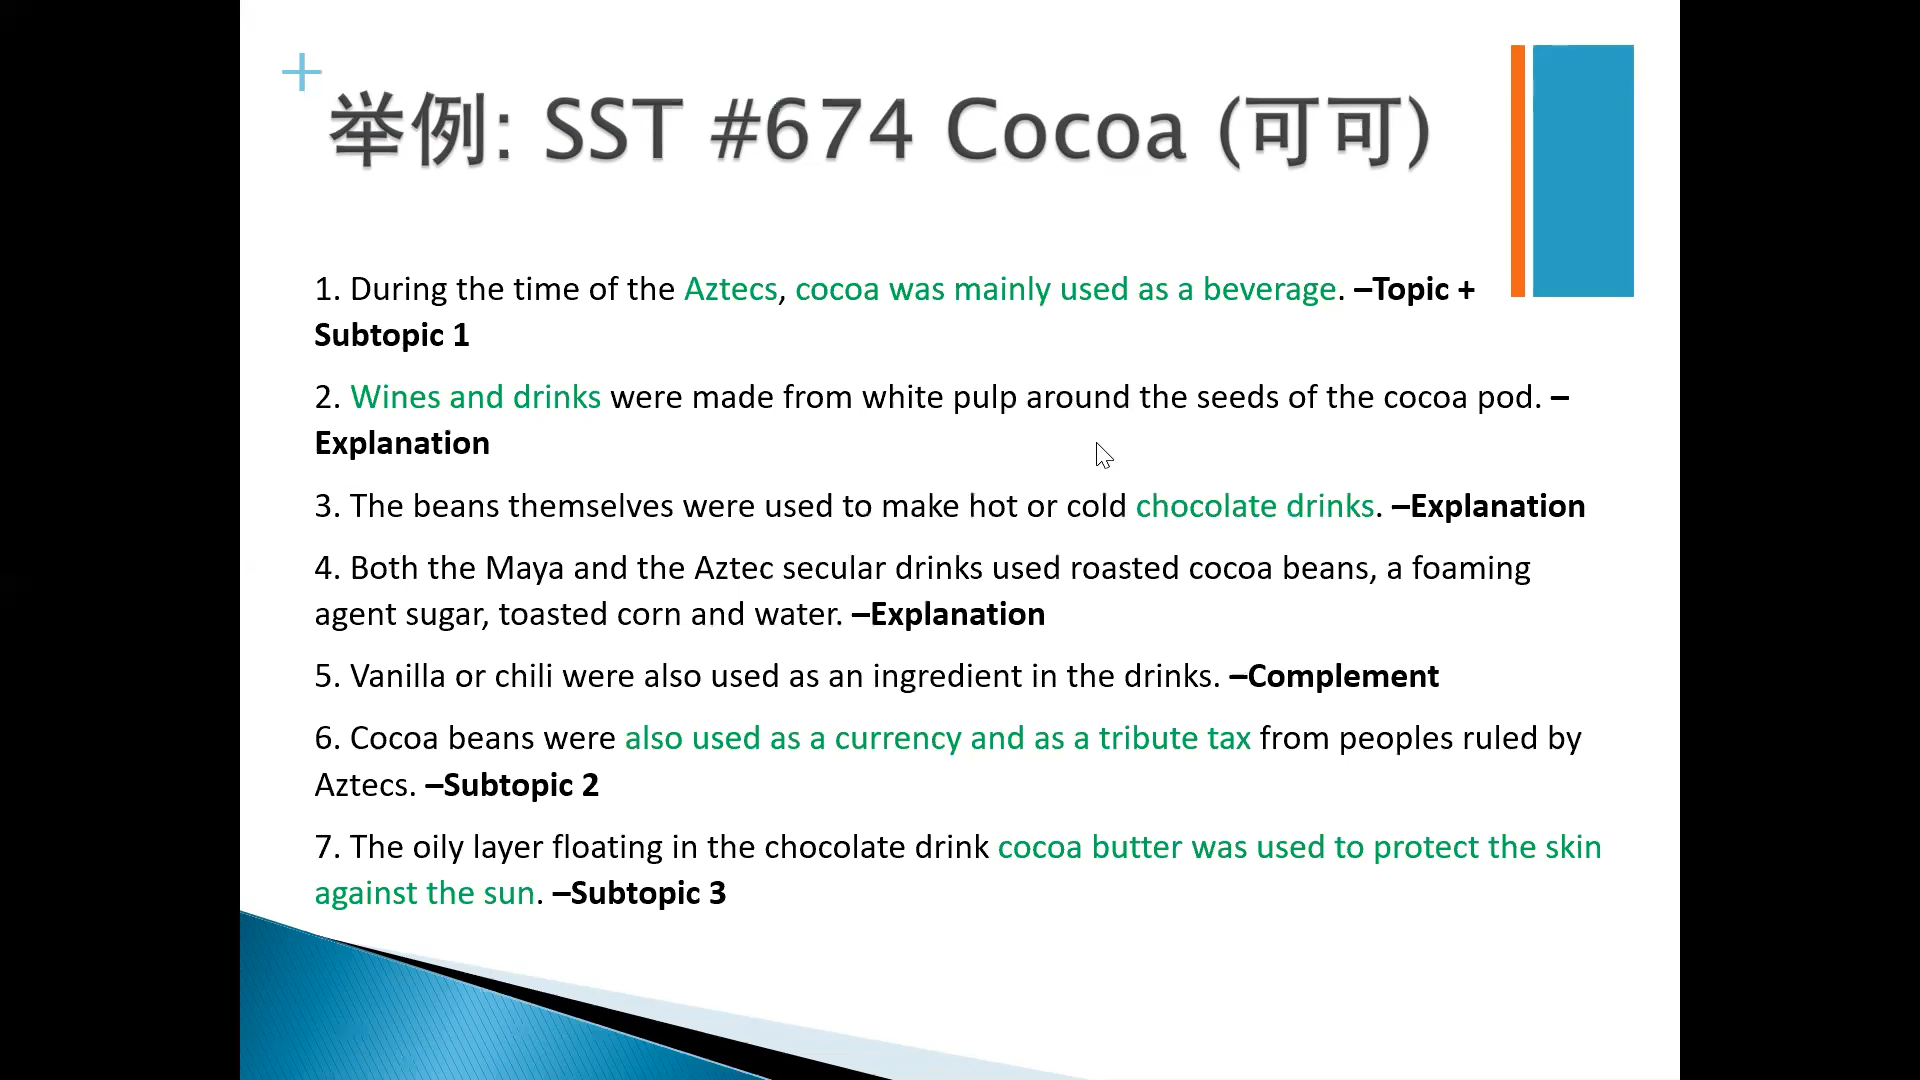 举例: SST #674 Cocoa (可可)
1. During the time of the Aztecs, cocoa was mainly used as a beverage. –Topic +
Subtopic 1
2. Wines and drinks were made from white pulp around the seeds of the cocoa pod. –
Explanation
3. The beans themselves were used to make hot or cold chocolate drinks. –Explanation
4. Both the Maya and the Aztec secular drinks used roasted cocoa beans, a foaming
agent sugar, toasted corn and water. –Explanation
5. Vanilla or chili were also used as an ingredient in the drinks. –Complement
6. Cocoa beans were also used as a currency and as a tribute tax from peoples ruled by
Aztecs. –Subtopic 2
7. The oily layer floating in the chocolate drink cocoa butter was used to protect the skin
against the sun. –Subtopic 3